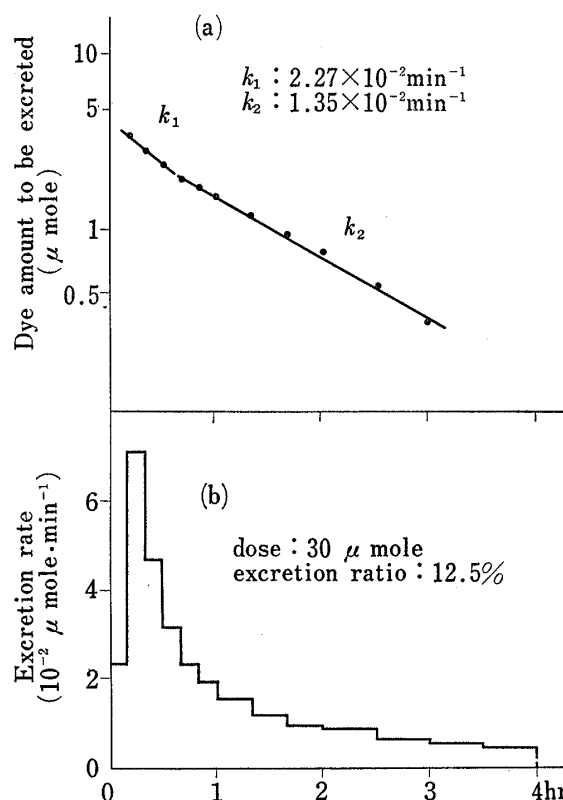 (a)
10
5
1
0.5
Dye amount to be excreted
(μ mole)
k₁
k₂
k₁ : 2.27×10⁻²min⁻¹
k₂ : 1.35×10⁻²min⁻¹
(b)
6
4
2
0
Excretion rate
(10⁻² μ mole·min⁻¹)
dose : 30 μ mole
excretion ratio : 12.5%
0 1 2 3 4hr